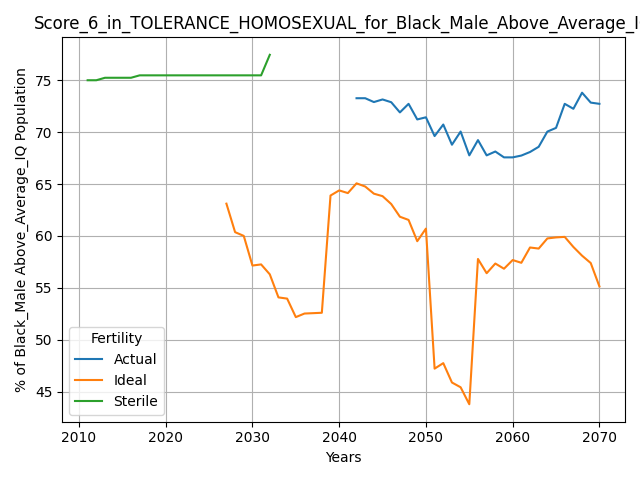 Score_6_in_TOLERANCE_HOMOSEXUAL_for_Black_Male_Above_Average_I
% of Black_Male Above_Average_IQ Population
75
70
65
60
55
50
45
Fertility
Actual
Ideal
Sterile
2010 2020 2030 2040 2050 2060 2070
Years